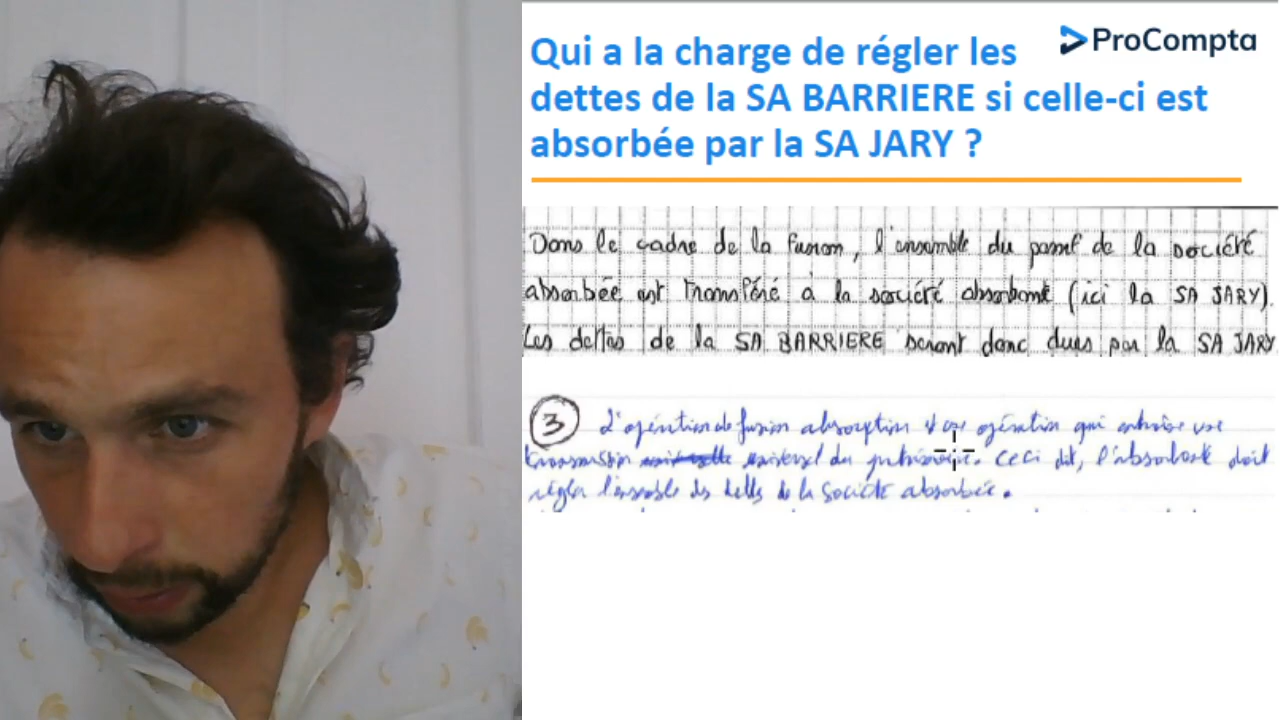 Qui a la charge de régler les
dettes de la SA BARRIERE si celle-ci est
absorbée par la SA JARY ?
ProCompta
Dans le cadre de la fusion, l'ensemble du passif de la société
absorbée est transféré à la société absorbante (ici la SA JARY).
Les dettes de la SA BARRIERE seront donc dues par la SA JARY
3 L'opération de fusion absorption opération qui entraîne une
transmission universel du patrimoine. Ceci dit, l'absorbante doit
régler l'ensemble des dettes de la Société absorbée.